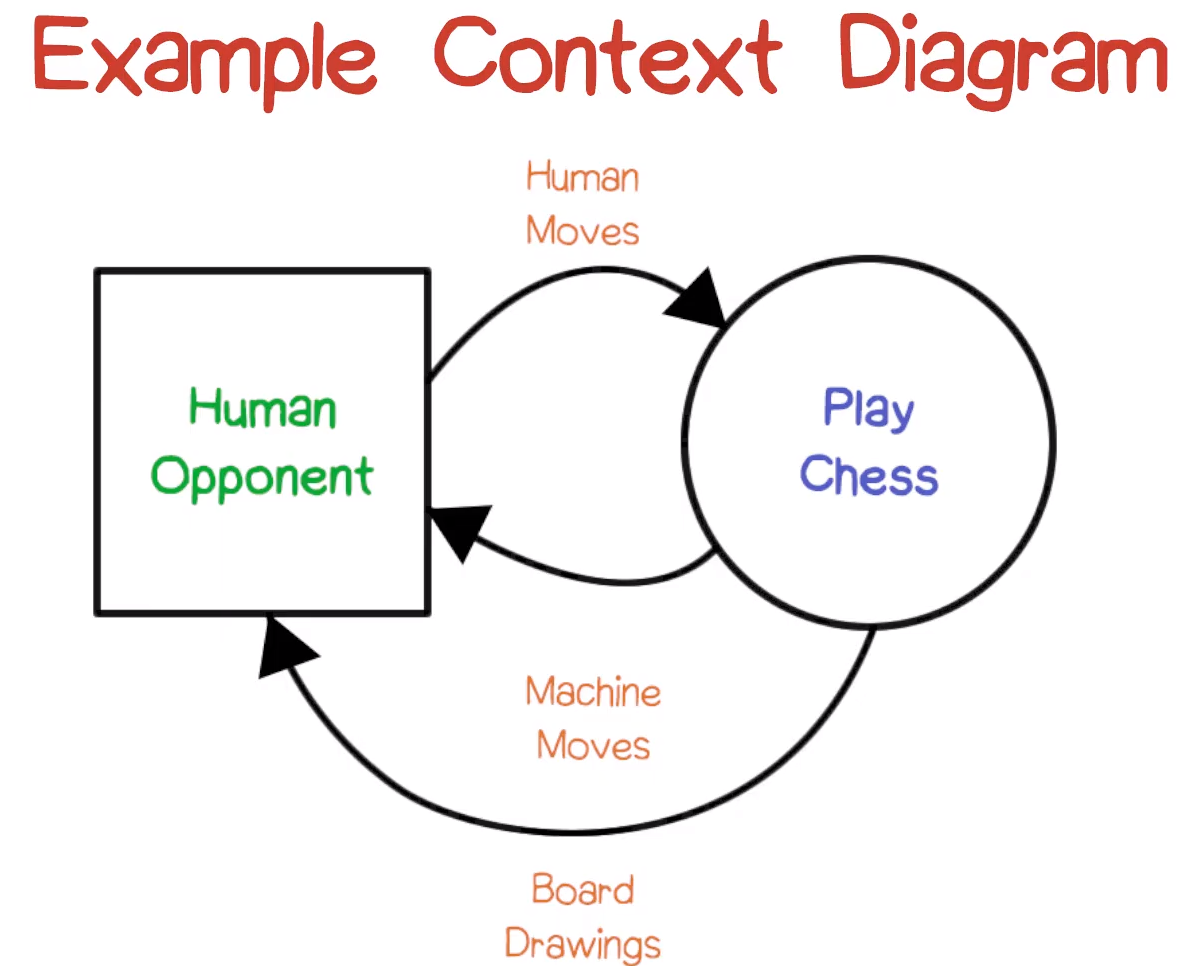 Example Context Diagram
Human
Moves
Human
Opponent
Play
Chess
Machine
Moves
Board
Drawings